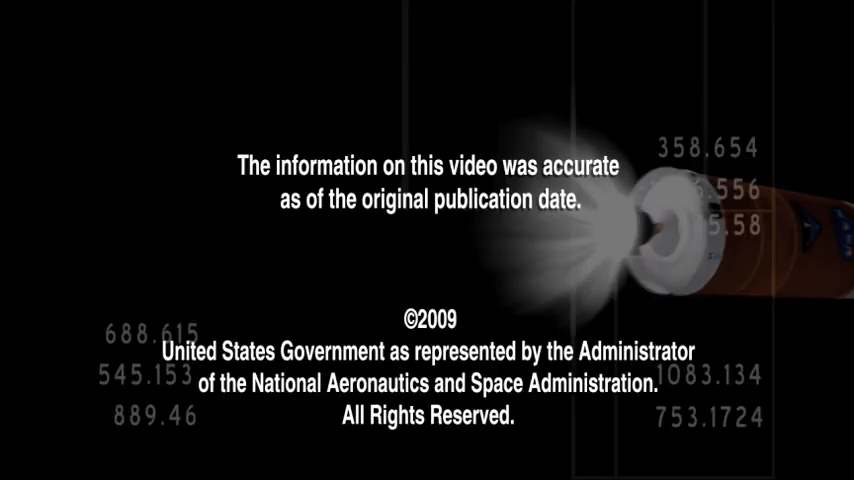 The information on this video was accurate
as of the original publication date.
358.654
5.58
©2009
United States Government as represented by the Administrator
of the National Aeronautics and Space Administration.
All Rights Reserved.
688.615
545.153
889.46
1083.134
753.1724